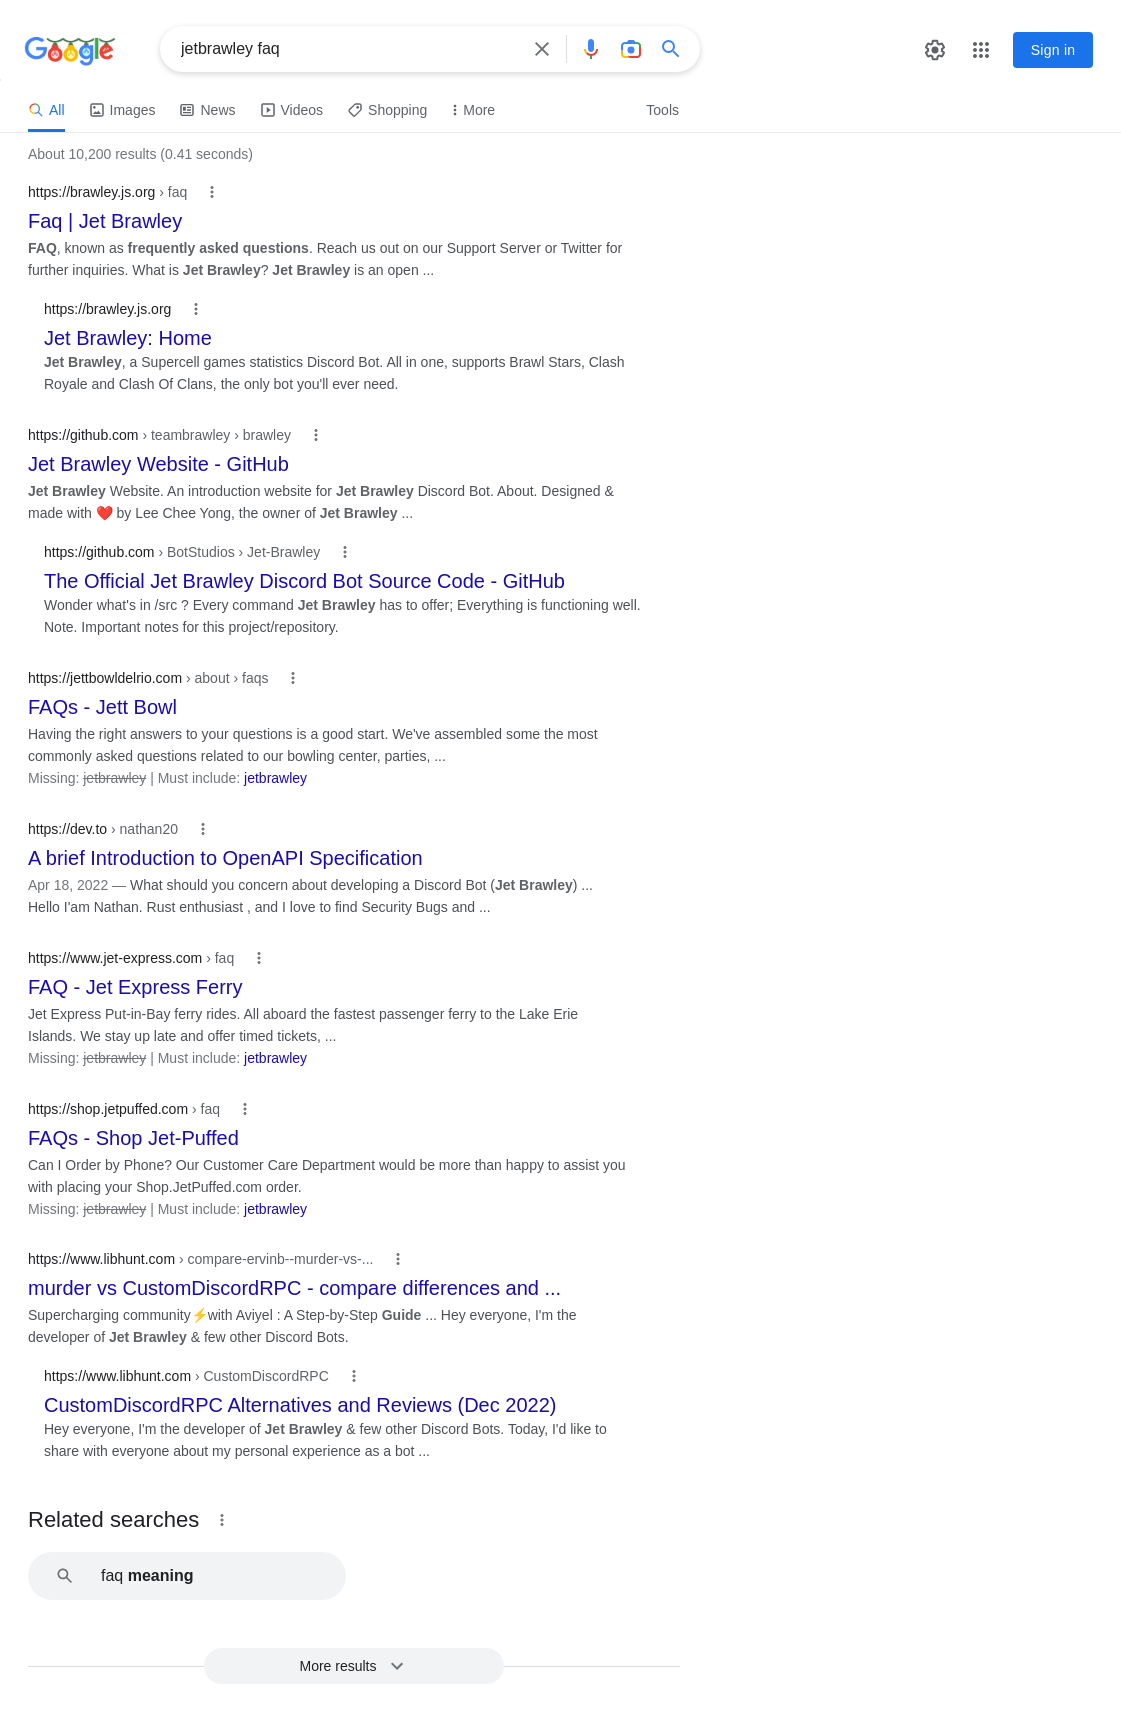 Google
jetbrawley faq
Sign in
All
Images
News
Videos
Shopping
More
Tools
About 10,200 results (0.41 seconds)
https://brawley.js.org › faq
Faq | Jet Brawley
FAQ, known as frequently asked questions. Reach us out on our Support Server or Twitter for
further inquiries. What is Jet Brawley? Jet Brawley is an open ...
https://brawley.js.org
Jet Brawley: Home
Jet Brawley, a Supercell games statistics Discord Bot. All in one, supports Brawl Stars, Clash
Royale and Clash Of Clans, the only bot you'll ever need.
https://github.com › teambrawley › brawley
Jet Brawley Website - GitHub
Jet Brawley Website. An introduction website for Jet Brawley Discord Bot. About. Designed &
made with ❤️ by Lee Chee Yong, the owner of Jet Brawley ...
https://github.com › BotStudios › Jet-Brawley
The Official Jet Brawley Discord Bot Source Code - GitHub
Wonder what's in /src ? Every command Jet Brawley has to offer; Everything is functioning well.
Note. Important notes for this project/repository.
https://jettbowldelrio.com › about › faqs
FAQs - Jett Bowl
Having the right answers to your questions is a good start. We've assembled some the most
commonly asked questions related to our bowling center, parties, ...
Missing: jetbrawley | Must include: jetbrawley
https://dev.to › nathan20
A brief Introduction to OpenAPI Specification
Apr 18, 2022 — What should you concern about developing a Discord Bot (Jet Brawley) ...
Hello I'am Nathan. Rust enthusiast , and I love to find Security Bugs and ...
https://www.jet-express.com › faq
FAQ - Jet Express Ferry
Jet Express Put-in-Bay ferry rides. All aboard the fastest passenger ferry to the Lake Erie
Islands. We stay up late and offer timed tickets, ...
Missing: jetbrawley | Must include: jetbrawley
https://shop.jetpuffed.com › faq
FAQs - Shop Jet-Puffed
Can I Order by Phone? Our Customer Care Department would be more than happy to assist you
with placing your Shop.JetPuffed.com order.
Missing: jetbrawley | Must include: jetbrawley
https://www.libhunt.com › compare-ervinb--murder-vs-...
murder vs CustomDiscordRPC - compare differences and ...
Supercharging community⚡with Aviyel : A Step-by-Step Guide ... Hey everyone, I'm the
developer of Jet Brawley & few other Discord Bots.
https://www.libhunt.com › CustomDiscordRPC
CustomDiscordRPC Alternatives and Reviews (Dec 2022)
Hey everyone, I'm the developer of Jet Brawley & few other Discord Bots. Today, I'd like to
share with everyone about my personal experience as a bot ...
Related searches
faq meaning
More results